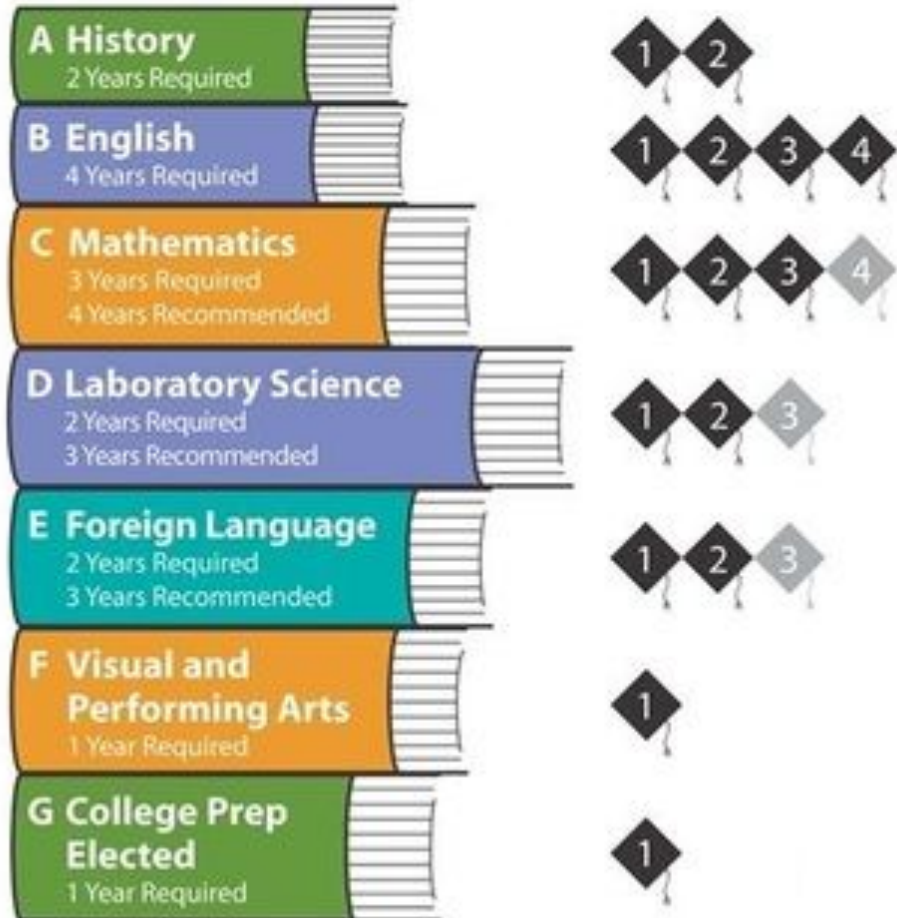 A History
2 Years Required
1 2
B English
4 Years Required
1 2 3 4
C Mathematics
3 Years Required
4 Years Recommended
1 2 3 4
D Laboratory Science
2 Years Required
3 Years Recommended
1 2 3
E Foreign Language
2 Years Required
3 Years Recommended
1 2 3
F Visual and
Performing Arts
1 Year Required
1
G College Prep
Elected
1 Year Required
1